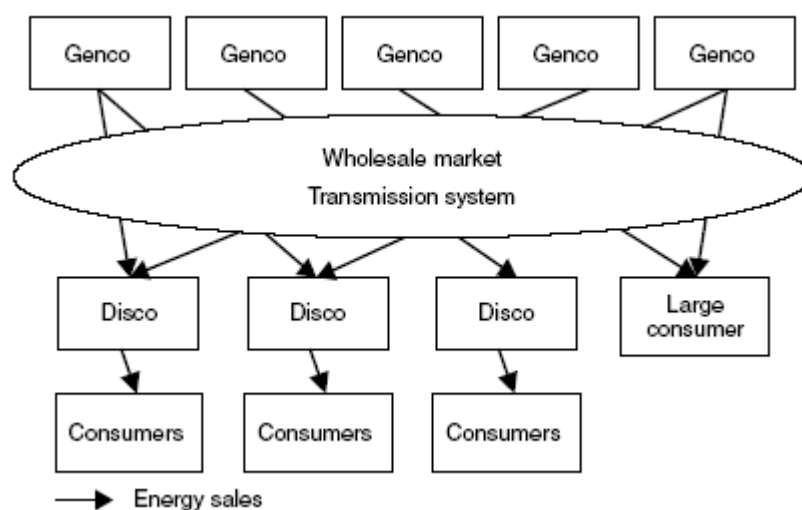 Genco
Genco
Genco
Genco
Genco
Wholesale market
Transmission system
Disco
Disco
Disco
Large
consumer
Consumers
Consumers
Consumers
Energy sales